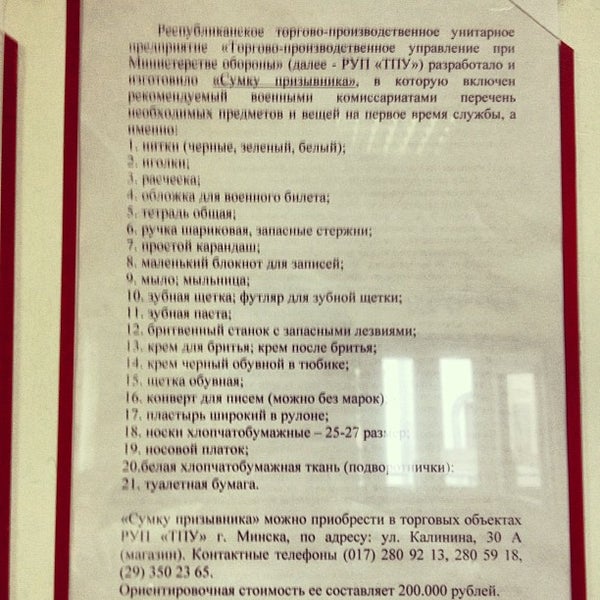 Республиканское торгово-производственное унитарное
предприятие «Торгово-производственное управление при
Министерстве обороны» (далее - РУП «ТПУ») разработало и
изготовило «Сумку призывника», в которую включен
рекомендуемый военными комиссариатами перечень
необходимых предметов и вещей на первое время службы, а
именно:
1. нитки (черные, зеленый, белый);
2. иголки;
3. расческа;
4. обложка для военного билета;
5. тетрадь общая;
6. ручка шариковая, запасные стержни;
7. простой карандаш;
8. маленький блокнот для записей;
9. мыло; мыльница;
10. зубная щетка; футляр для зубной щетки;
11. зубная паста;
12. бритвенный станок с запасными лезвиями;
13. крем для бритья; крем после бритья;
14. крем черный обувной в тюбике;
15. щетка обувная;
16. конверт для писем (можно без марок)
17. пластырь широкий в рулоне;
18. носки хлопчатобумажные – 25-27 размер;
19. носовой платок;
20.белая хлопчатобумажная ткань (подворотнички);
21. туалетная бумага.
«Сумку призывника» можно приобрести в торговых объектах
РУП «ТПУ» г. Минска, по адресу: ул. Калинина, 30 А
(магазин). Контактные телефоны (017) 280 92 13, 280 59 18,
(29) 350 23 65.
Ориентировочная стоимость ее составляет 200.000 рублей.